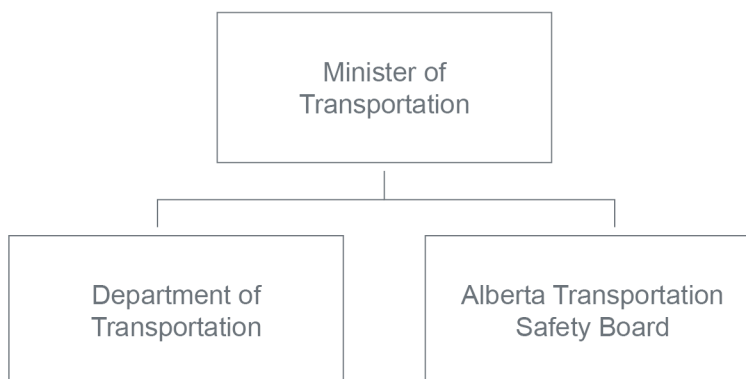 Minister of
Transportation
Department of
Transportation
Alberta Transportation
Safety Board